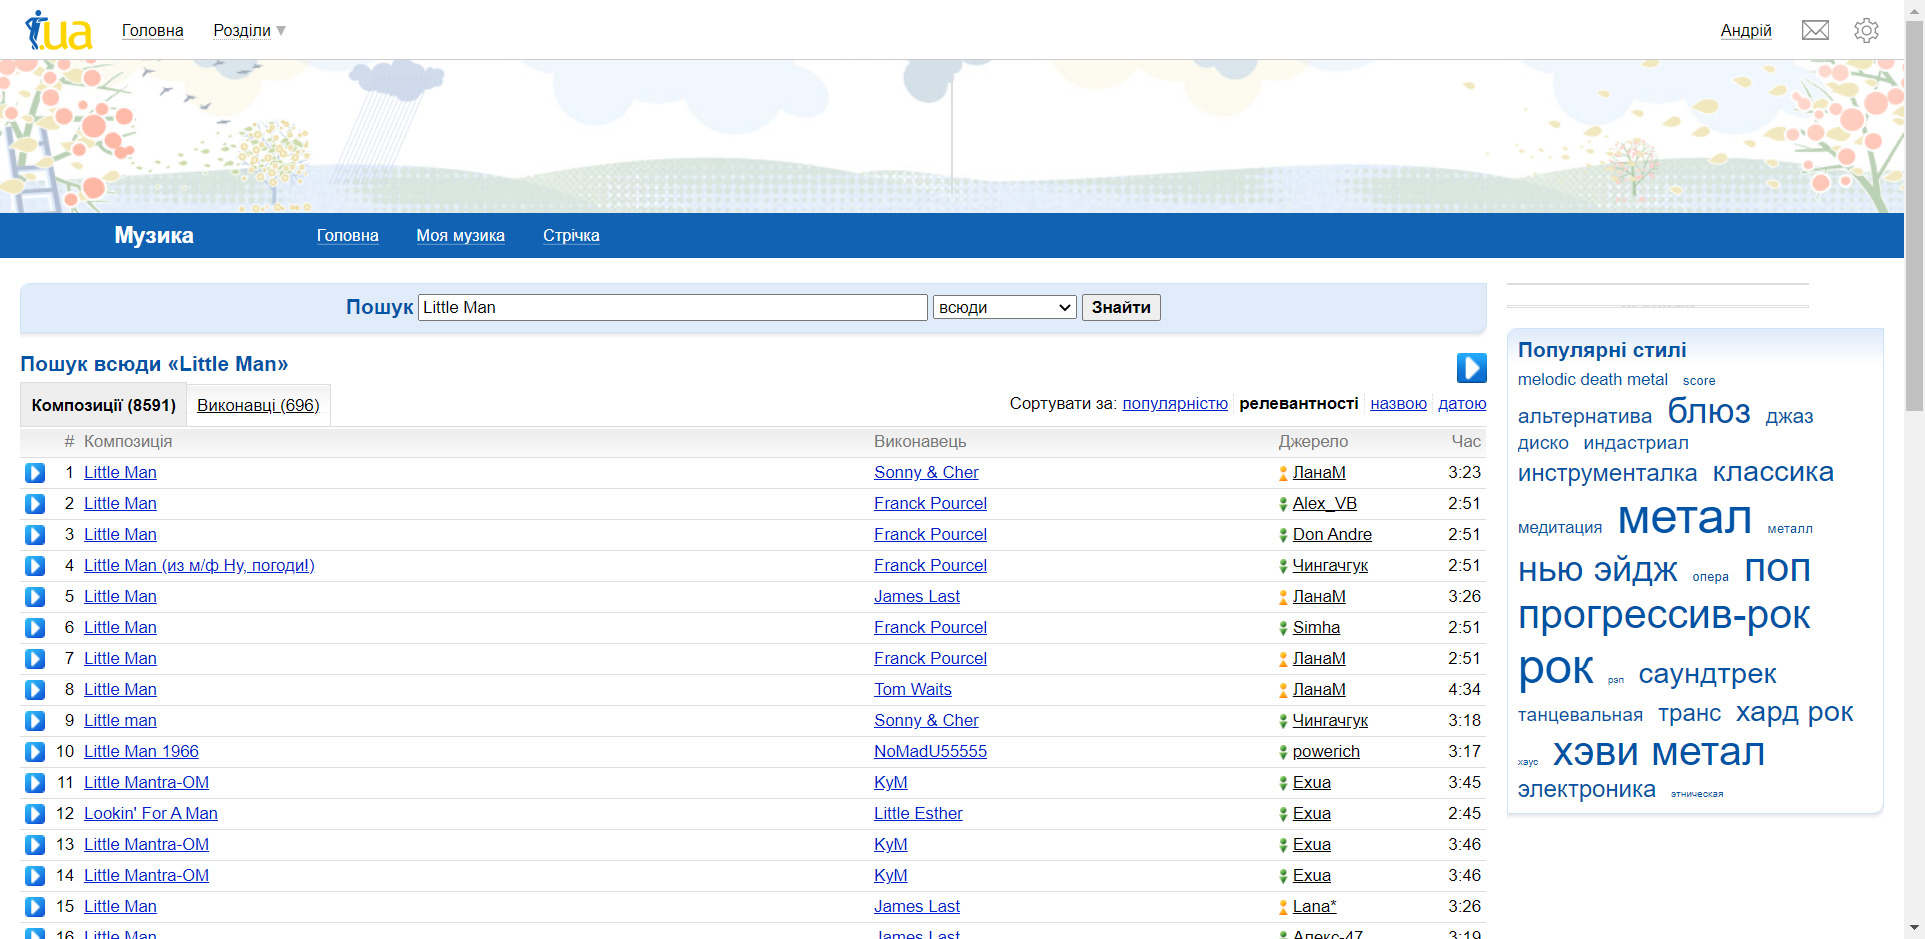 i.ua Головна Розділи Андрій
Музика Головна Моя музика Стрічка
Пошук Little Man всюди Знайти
Пошук всюди «Little Man»
Композиції (8591) Виконавці (696) Сортувати за: популярністю релевантності назвою датою
# Композиція Виконавець Джерело Час
1 Little Man Sonny & Cher ЛанаМ 3:23
2 Little Man Franck Pourcel Alex_VB 2:51
3 Little Man Franck Pourcel Don Andre 2:51
4 Little Man (из м/ф Ну, погоди!) Franck Pourcel Чингачгук 2:51
5 Little Man James Last ЛанаМ 3:26
6 Little Man Franck Pourcel Simha 2:51
7 Little Man Franck Pourcel ЛанаМ 2:51
8 Little Man Tom Waits ЛанаМ 4:34
9 Little man Sonny & Cher Чингачгук 3:18
10 Little Man 1966 NoMadU55555 powerich 3:17
11 Little Mantra-OM KyM Exua 3:45
12 Lookin' For A Man Little Esther Exua 2:45
13 Little Mantra-OM KyM Exua 3:46
14 Little Mantra-OM KyM Exua 3:46
15 Little Man James Last Lana* 3:26
16 Little Man James Last Алекс-47 3:19
Популярні стилі
melodic death metal score
альтернатива блюз джаз
диско индастриал
инструменталка классика
медитация метал металл
нью эйдж опера поп
прогрессив-рок
рок рэп саундтрек
танцевальная транс хард рок
хаус хэви метал
электроника этническая